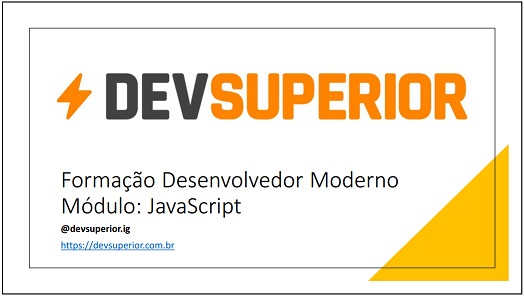 DEVSUPERIOR
Formação Desenvolvedor Moderno
Módulo: JavaScript
@devsuperior.ig
https://devsuperior.com.br